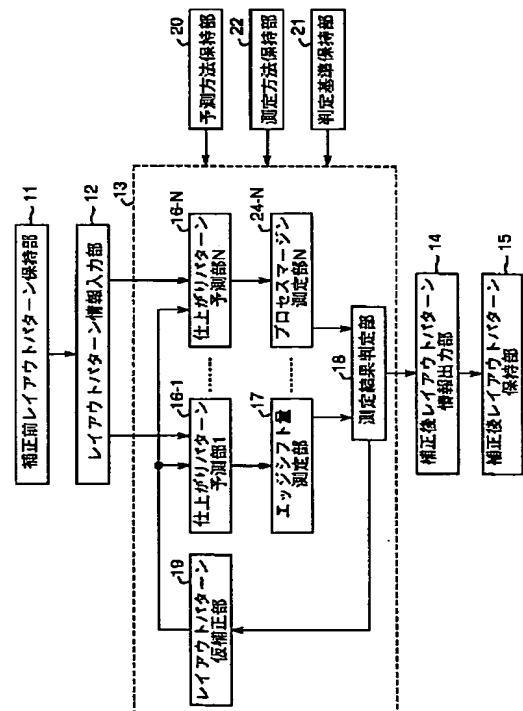 補正前レイアウトパターン保持部
11
レイアウトパターン情報入力部
12
13
仕上がりパターン
予測部1
16-1
仕上がりパターン
予測部N
16-N
エッジシフト量
測定部
17
プロセスマージン
測定部N
24-N
測定結果判定部
18
レイアウトパターン
仮補正部
19
予測方法保持部
20
測定方法保持部
22
判定基準保持部
21
補正後レイアウトパターン
情報出力部
14
補正後レイアウトパターン
保持部
15